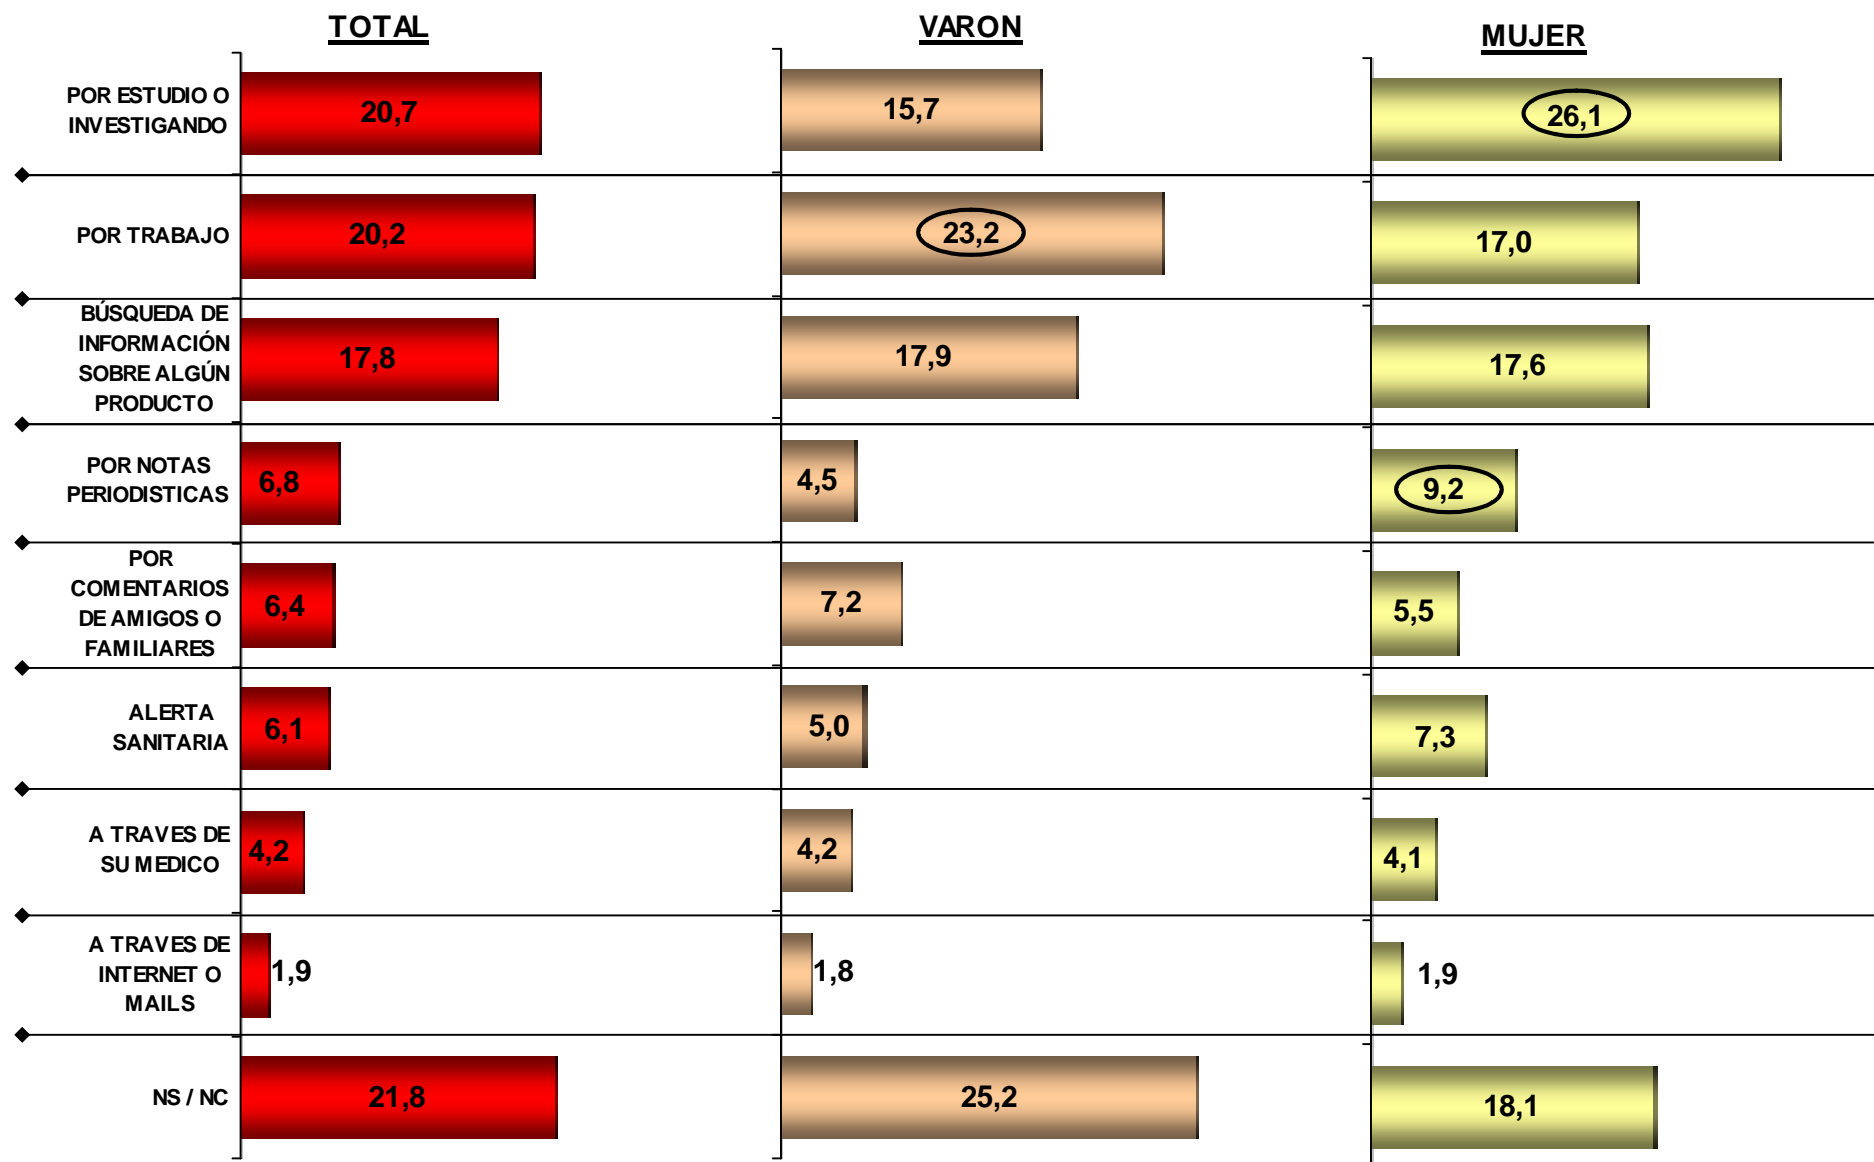 TOTAL
VARON
MUJER
POR ESTUDIO O
INVESTIGANDO
20,7
15,7
26,1
POR TRABAJO
20,2
23,2
17,0
BÚSQUEDA DE
INFORMACIÓN
SOBRE ALGÚN
PRODUCTO
17,8
17,9
17,6
POR NOTAS
PERIODISTICAS
6,8
4,5
9,2
POR
COMENTARIOS
DE AMIGOS O
FAMILIARES
6,4
7,2
5,5
ALERTA
SANITARIA
6,1
5,0
7,3
A TRAVES DE
SU MEDICO
4,2
4,2
4,1
A TRAVES DE
INTERNET O
MAILS
1,9
1,8
1,9
NS / NC
21,8
25,2
18,1